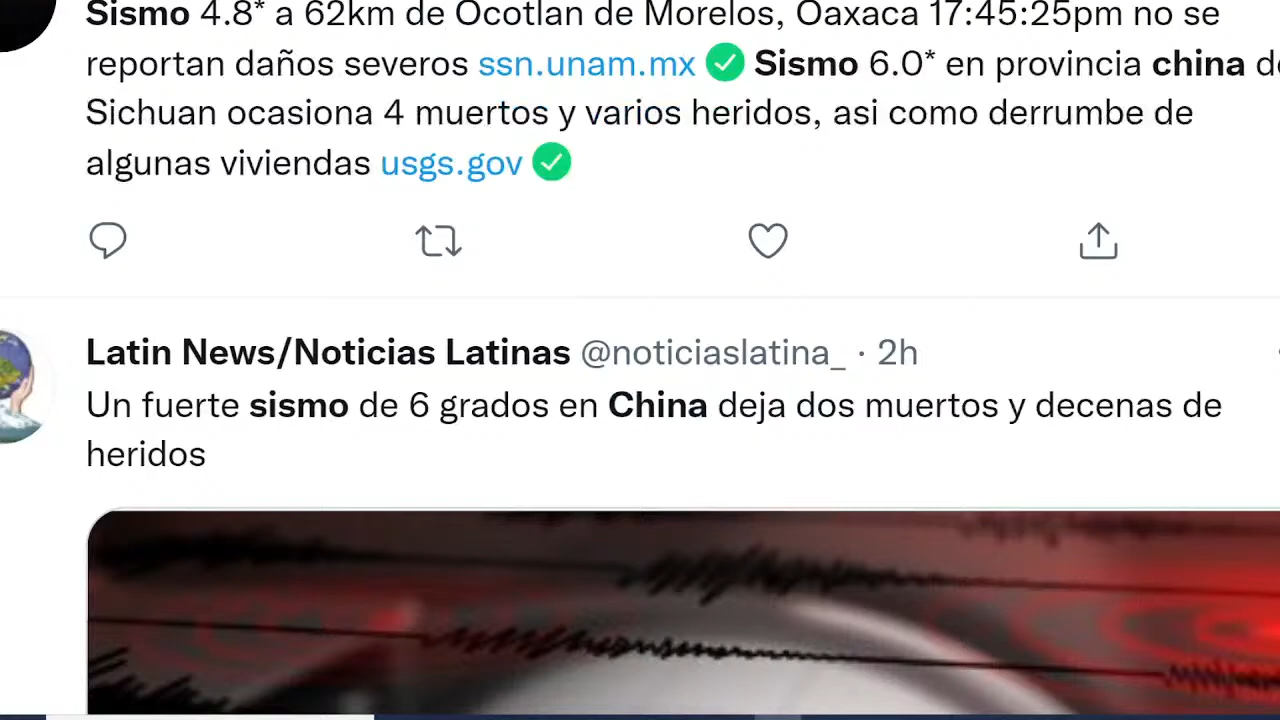 Sismo 4.8* a 62km de Ocotlan de Morelos, Oaxaca 17:45:25pm no se
reportan daños severos ssn.unam.mx ✅ Sismo 6.0* en provincia china
Sichuan ocasiona 4 muertos y varios heridos, asi como derrumbe de
algunas viviendas usgs.gov ✅
Latin News/Noticias Latinas @noticiaslatina_ · 2h
Un fuerte sismo de 6 grados en China deja dos muertos y decenas de
heridos